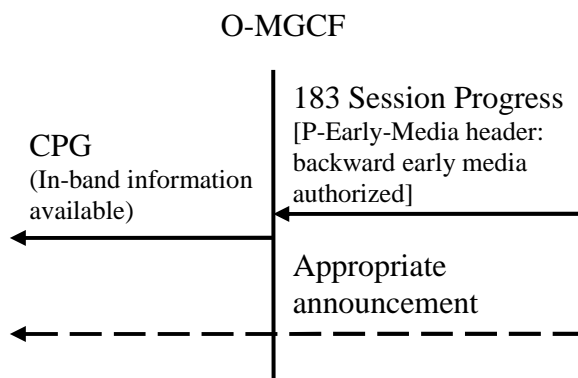 O-MGCF
183 Session Progress
[P-Early-Media header:
backward early media
authorized]
CPG
(In-band information
available)
Appropriate
announcement